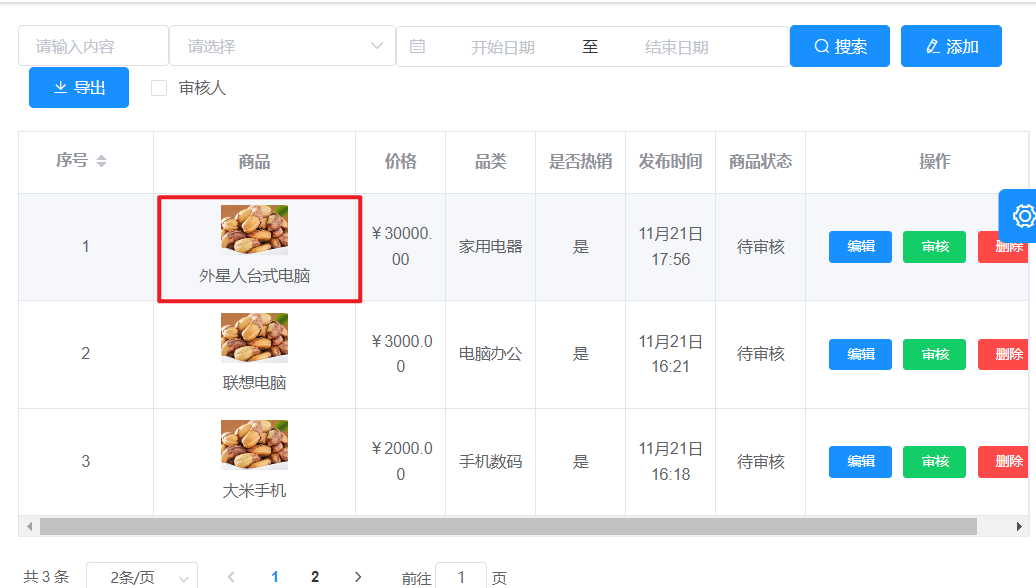 请输入内容 请选择 开始日期 至 结束日期 搜索 添加
导出 审核人
序号 商品 价格 品类 是否热销 发布时间 商品状态 操作
1 外星人台式电脑 ￥30000.00 家用电器 是 11月21日 17:56 待审核 编辑 审核 删除
2 联想电脑 ￥3000.00 电脑办公 是 11月21日 16:21 待审核 编辑 审核 删除
3 大米手机 ￥2000.00 手机数码 是 11月21日 16:18 待审核 编辑 审核 删除
共 3 条 2条/页 1 2 前往 1 页